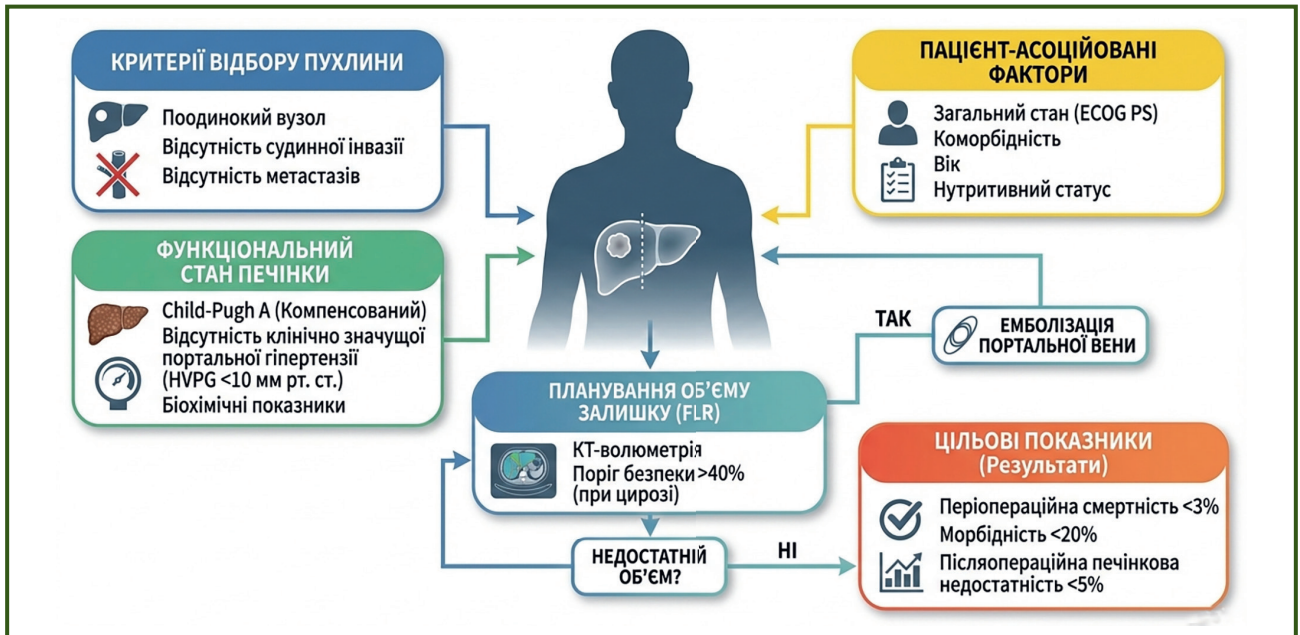 КРИТЕРІЇ ВІДБОРУ ПУХЛИНИ
Поодинокий вузол
Відсутність судинної інвазії
Відсутність метастазів
ПАЦІЄНТ-АСОЦІЙОВАНІ
ФАКТОРИ
Загальний стан (ECOG PS)
Коморбідність
Вік
Нутритивний статус
ФУНКЦІОНАЛЬНИЙ
СТАН ПЕЧІНКИ
Child-Pugh A (Компенсований)
Відсутність клінічно значущої
портальної гіпертензії
(HVPG <10 мм рт. ст.)
Біохімічні показники
ТАК
ЕМБОЛІЗАЦІЯ
ПОРТАЛЬНОЇ ВЕНИ
ПЛАНУВАННЯ ОБ’ЄМУ
ЗАЛИШКУ (FLR)
КТ-волюметрія
Поріг безпеки >40%
(при цирозі)
НЕДОСТАТНІЙ
ОБ’ЄМ?
НІ
ЦІЛЬОВІ ПОКАЗНИКИ
(Результати)
Періопераційна смертність <3%
Морбідність <20%
Післяопераційна печінкова
недостатність <5%